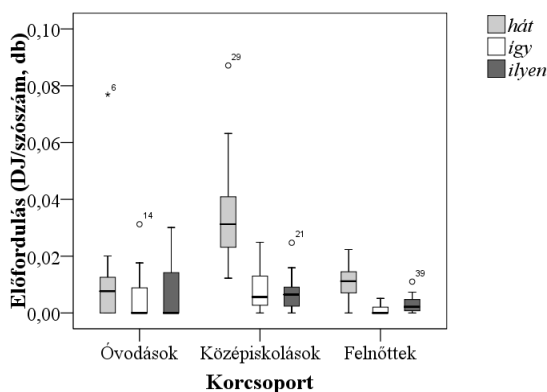 Előfordulás (DJ/szószám, db)
0,10
0,08
0,06
0,04
0,02
0,00
6
14
29
21
39
Óvodások
Középiskolások
Felnőttek
Korcsoport
hát
így
ilyen